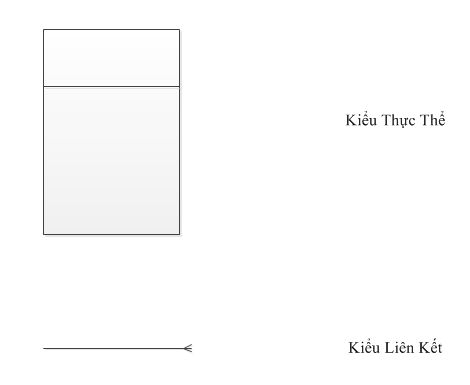 Kiểu Thực Thể
Kiểu Liên Kết